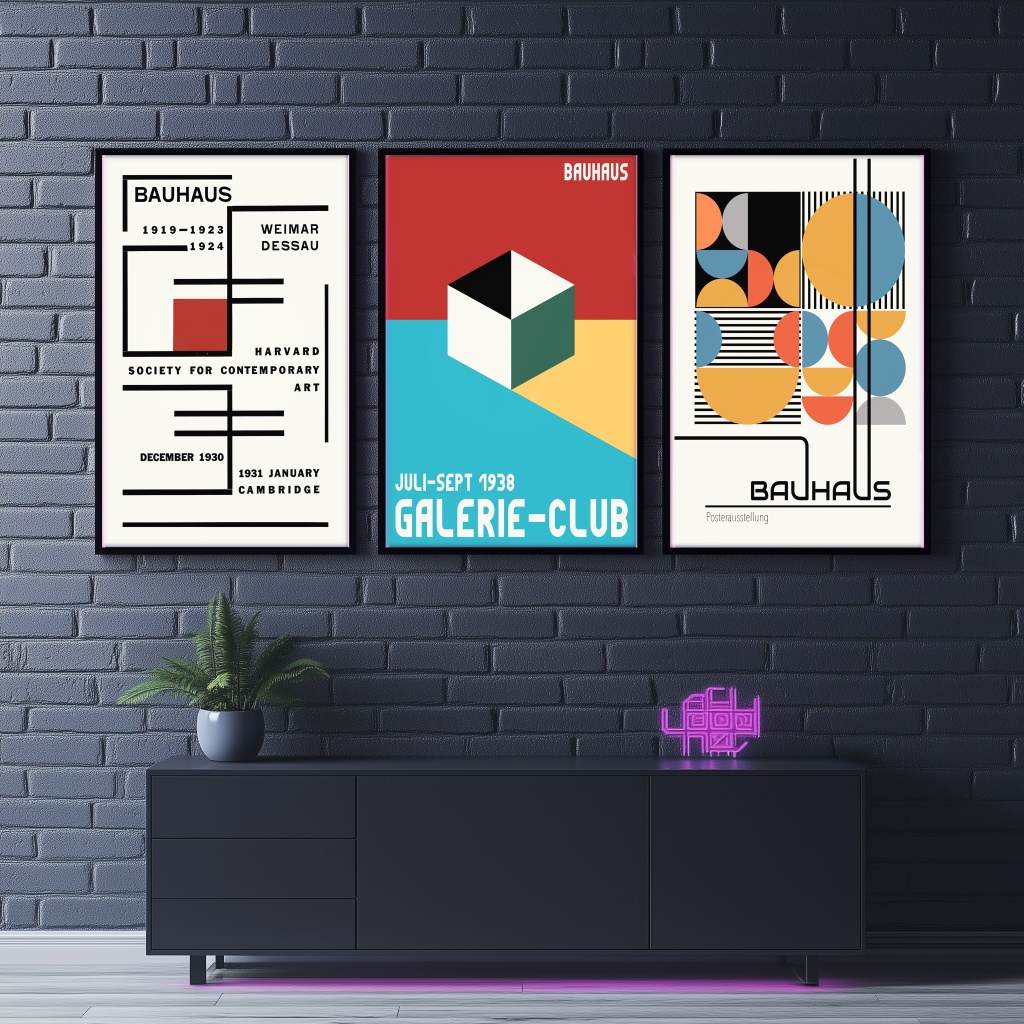 BAUHAUS
1919–1923
1924
WEIMAR
DESSAU
HARVARD
SOCIETY FOR CONTEMPORARY
ART
DECEMBER 1930
1931 JANUARY
CAMBRIDGE
BAUHAUS
JULI-SEPT 1938
GALERIE-CLUB
BAUHAUS
Posterausstellung